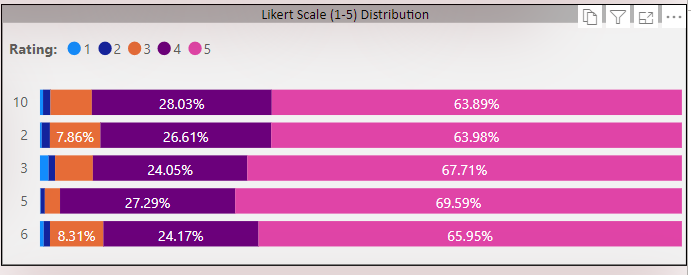 Likert Scale (1-5) Distribution
Rating: 1 2 3 4 5
10 28.03% 63.89%
2 7.86% 26.61% 63.98%
3 24.05% 67.71%
5 27.29% 69.59%
6 8.31% 24.17% 65.95%